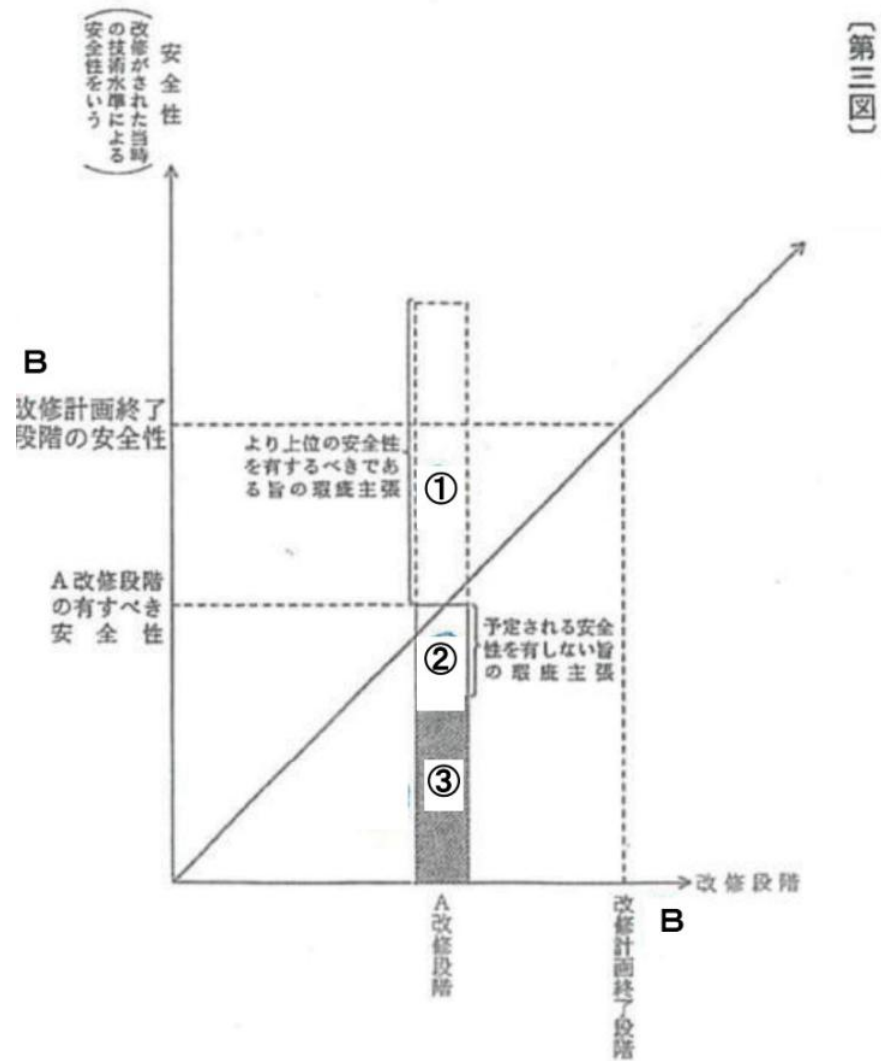 〔第三図〕
安全性
（改修がされた当時
の技術水準による
安全性をいう）
B
改修計画終了
段階の安全性
より上位の安全性
を有するべきであ
る旨の瑕疵主張
①
A改修段階
の有すべき
安全性
②
予定される安全
性を有しない旨
の瑕疵主張
③
改修段階
A改修段階
改修計画終了段階
B